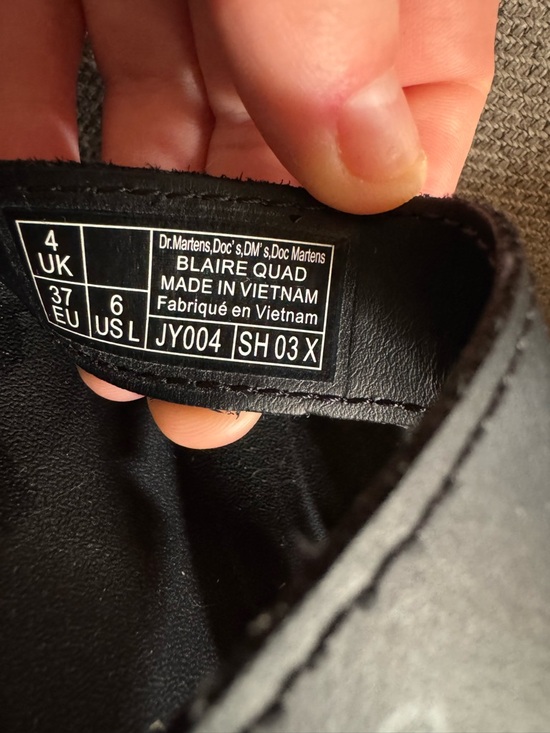 4
UK
37
EU
6
US L
Dr.Martens,Doc's,DM's,Doc Martens
BLAIRE QUAD
MADE IN VIETNAM
Fabriqué en Vietnam
JY004
SH 03 X